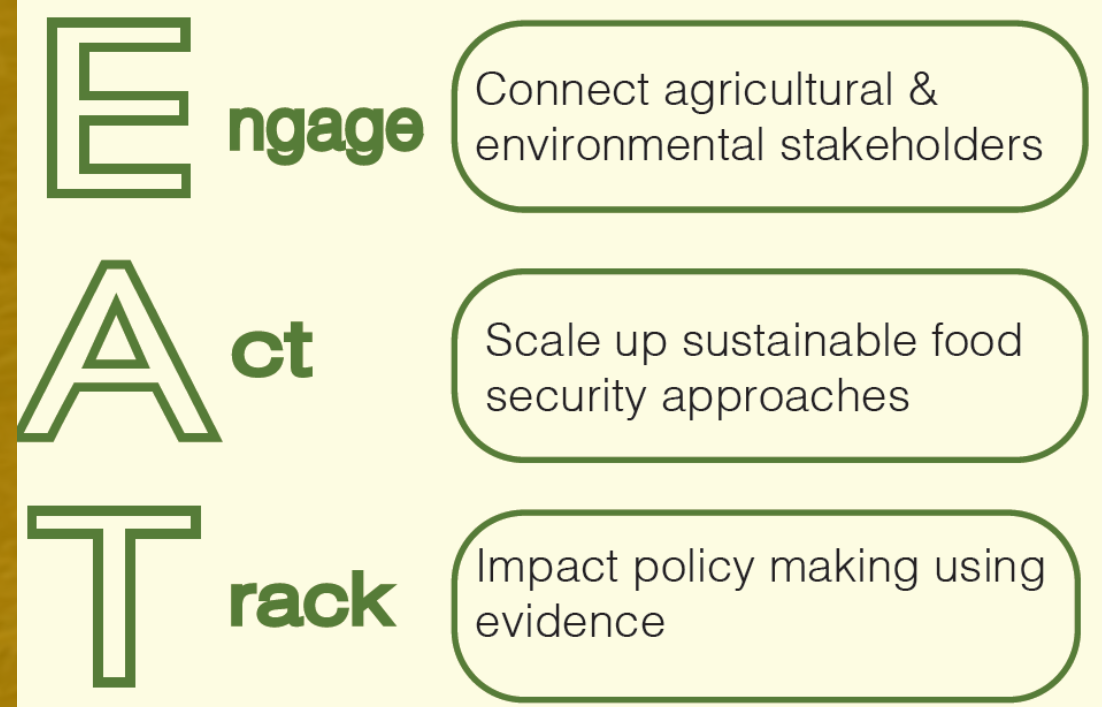 Engage
Connect agricultural &
environmental stakeholders
Act
Scale up sustainable food
security approaches
Track
Impact policy making using
evidence